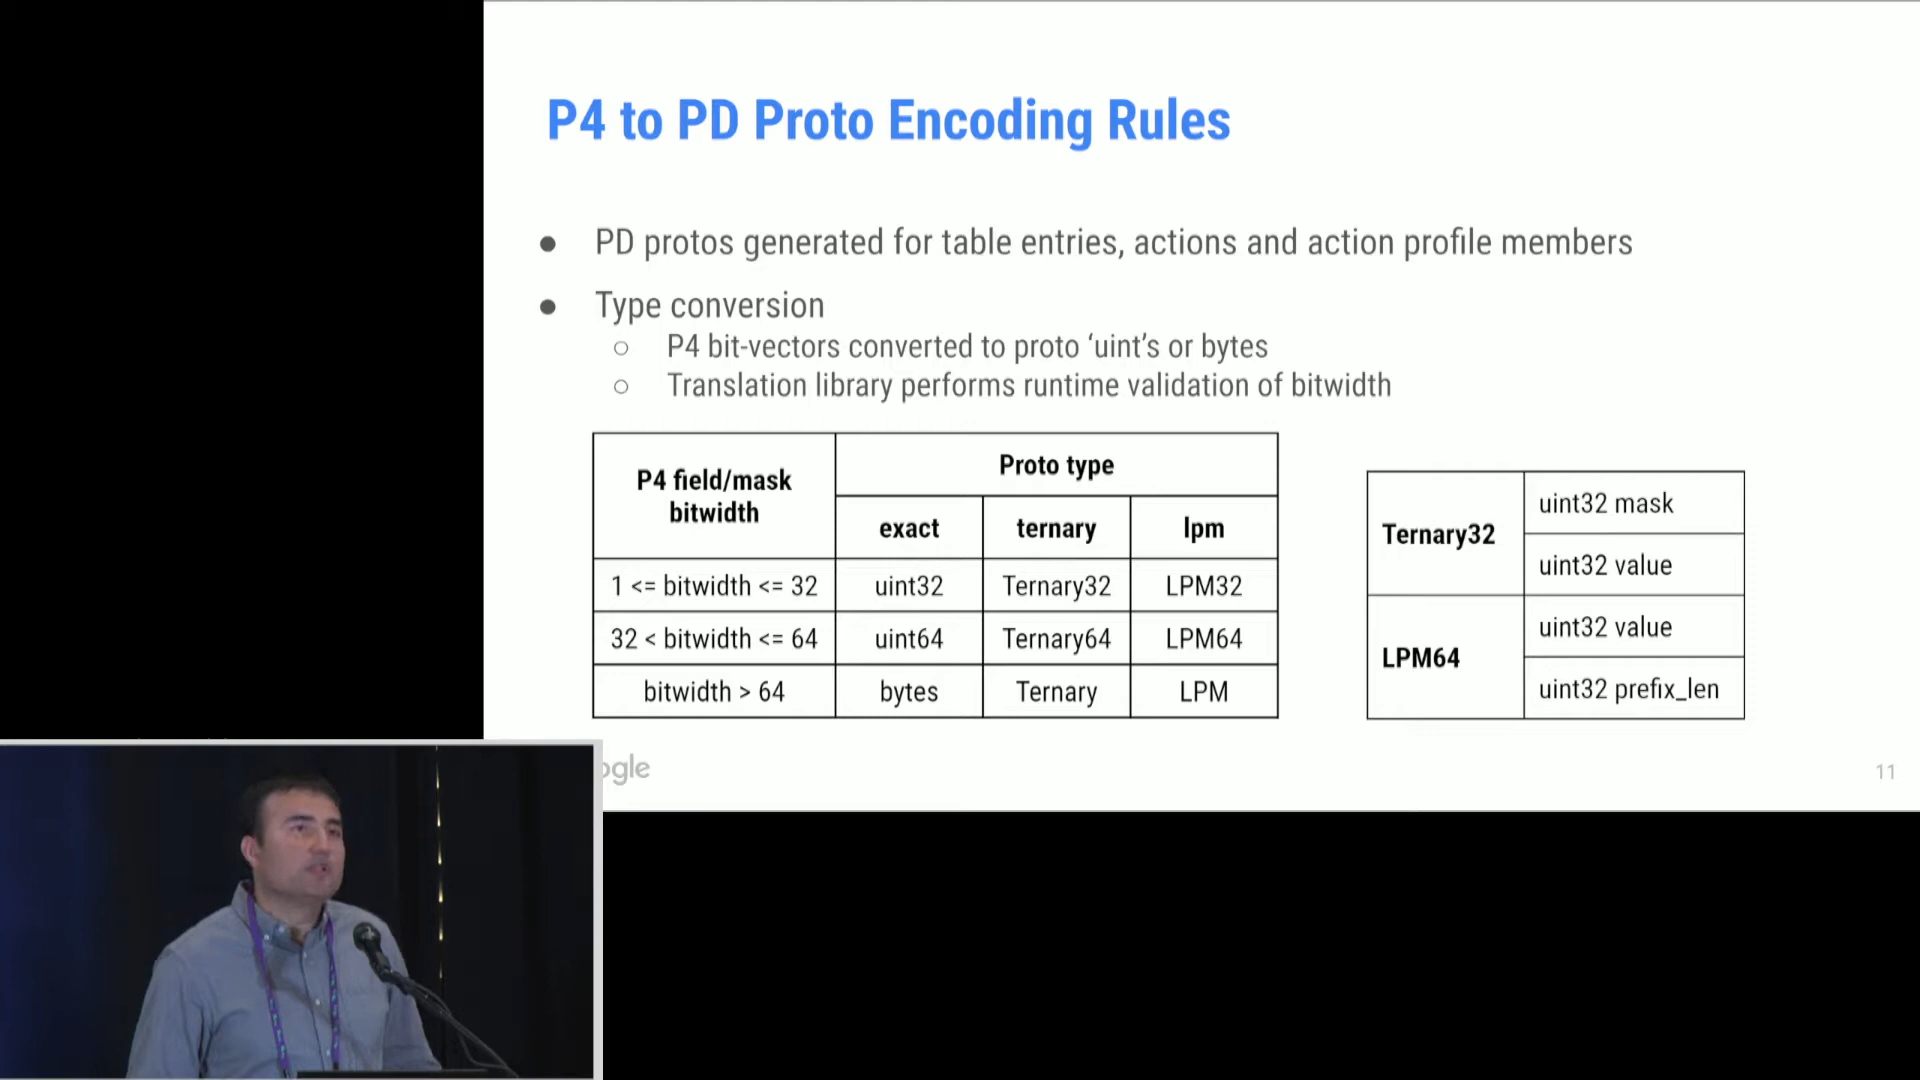 P4 to PD Proto Encoding Rules
● PD protos generated for table entries, actions and action profile members
● Type conversion
○ P4 bit-vectors converted to proto ‘uint’s or bytes
○ Translation library performs runtime validation of bitwidth
P4 field/mask
bitwidth
Proto type
exact ternary lpm
1 <= bitwidth <= 32 uint32 Ternary32 LPM32
32 < bitwidth <= 64 uint64 Ternary64 LPM64
bitwidth > 64 bytes Ternary LPM
Ternary32
uint32 mask
uint32 value
LPM64
uint32 value
uint32 prefix_len
ogle
11